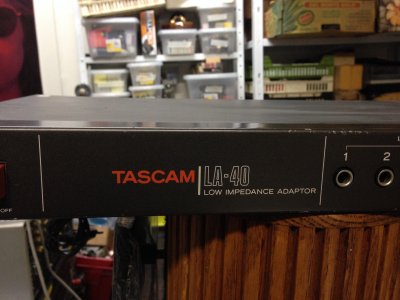 TASCAM LA-40
LOW IMPEDANCE ADAPTOR
1 2
OFF